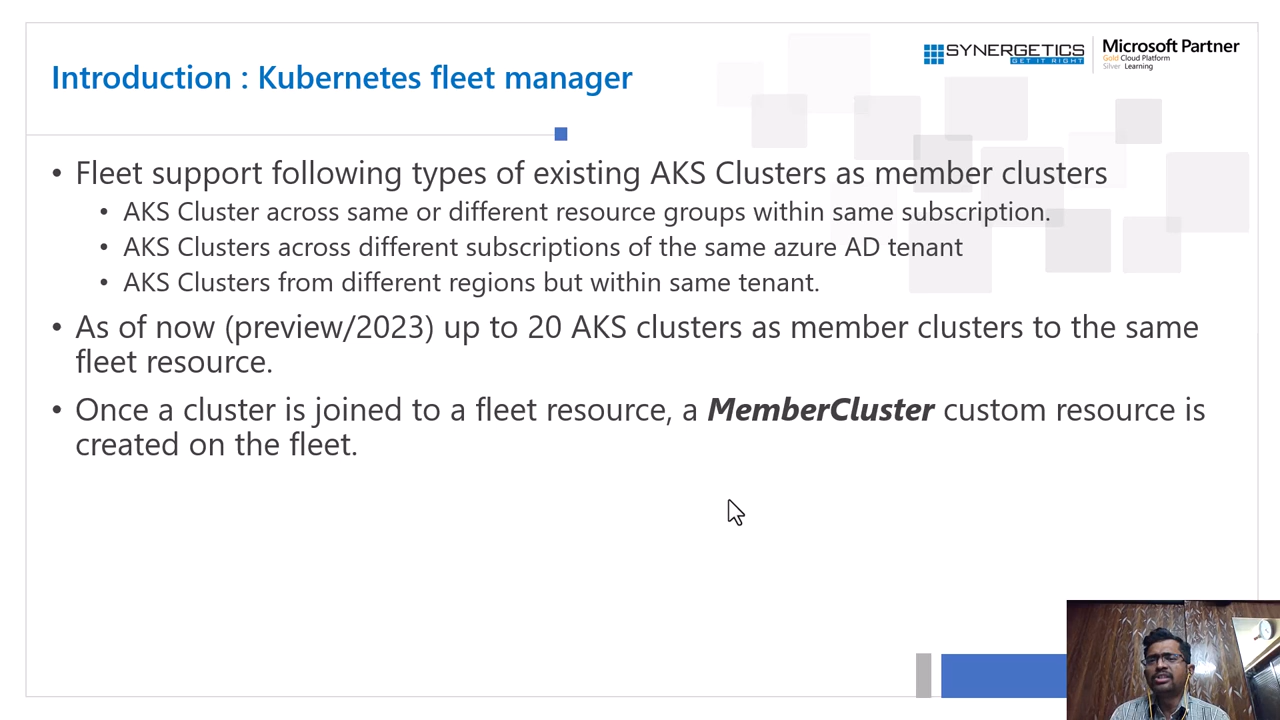 SYNERGETICS
GET IT RIGHT
Microsoft Partner
Gold Cloud Platform
Silver Learning
Introduction : Kubernetes fleet manager
• Fleet support following types of existing AKS Clusters as member clusters
• AKS Cluster across same or different resource groups within same subscription.
• AKS Clusters across different subscriptions of the same azure AD tenant
• AKS Clusters from different regions but within same tenant.
• As of now (preview/2023) up to 20 AKS clusters as member clusters to the same
fleet resource.
• Once a cluster is joined to a fleet resource, a MemberCluster custom resource is
created on the fleet.